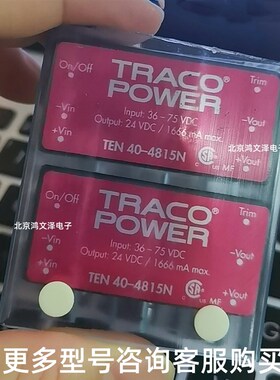 On/Off
TRACO®
POWER
Trim
-Vin
Input: 36-75 VDC
Output: 24 VDC / 1666 mA max.
-Vout
+Vin
TEN 40-4815N
+Vout
北京鸿文泽电子
北京鸿文泽电子
On/Off
TRACO®
POWER
Trim
-Vin
Input: 36-75 VDC
Output: 24 VDC / 1666 mA max.
-Vout
+Vin
TEN 40-4815N
+Vout
更多型号咨询客服购买